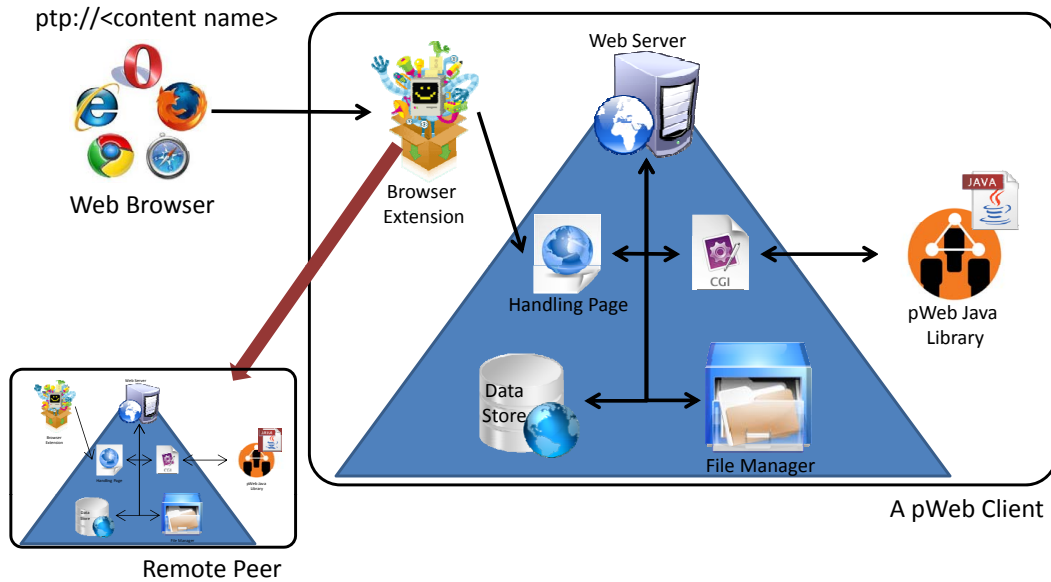 ptp://<content name>
Web Browser
Browser
Extension
Web Server
Handling Page
CGI
JAVA
pWeb Java
Library
Data
Store
File Manager
A pWeb Client
Web Server
Browser
Extension
Handling Page
CGI
JAVA
pWeb Java
Library
Data
Store
File Manager
Remote Peer